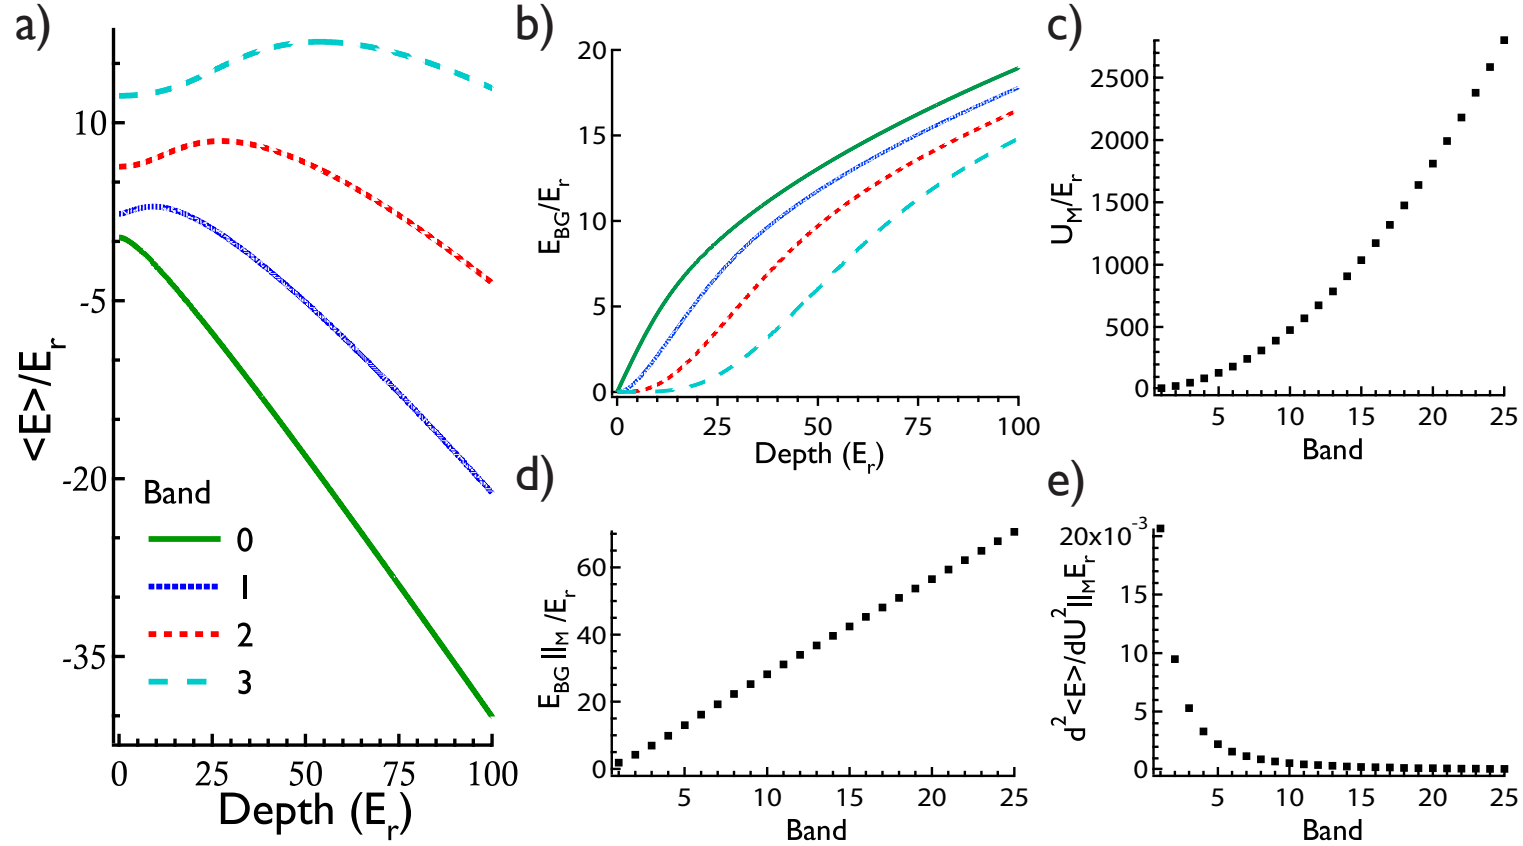 a)
10
-5
-20
-35
<E>/Er
Band
0
1
2
3
0 25 50 75 100
Depth (Er)
b)
20
15
10
5
0
EBG/Er
0 25 50 75 100
Depth (Er)
c)
2500
2000
1500
1000
500
0
UM/Er
5 10 15 20 25
Band
d)
60
40
20
0
EBG ||M /Er
5 10 15 20 25
Band
e)
20x10-3
15
10
5
0
d2<E>/dU2||MEr
5 10 15 20 25
Band